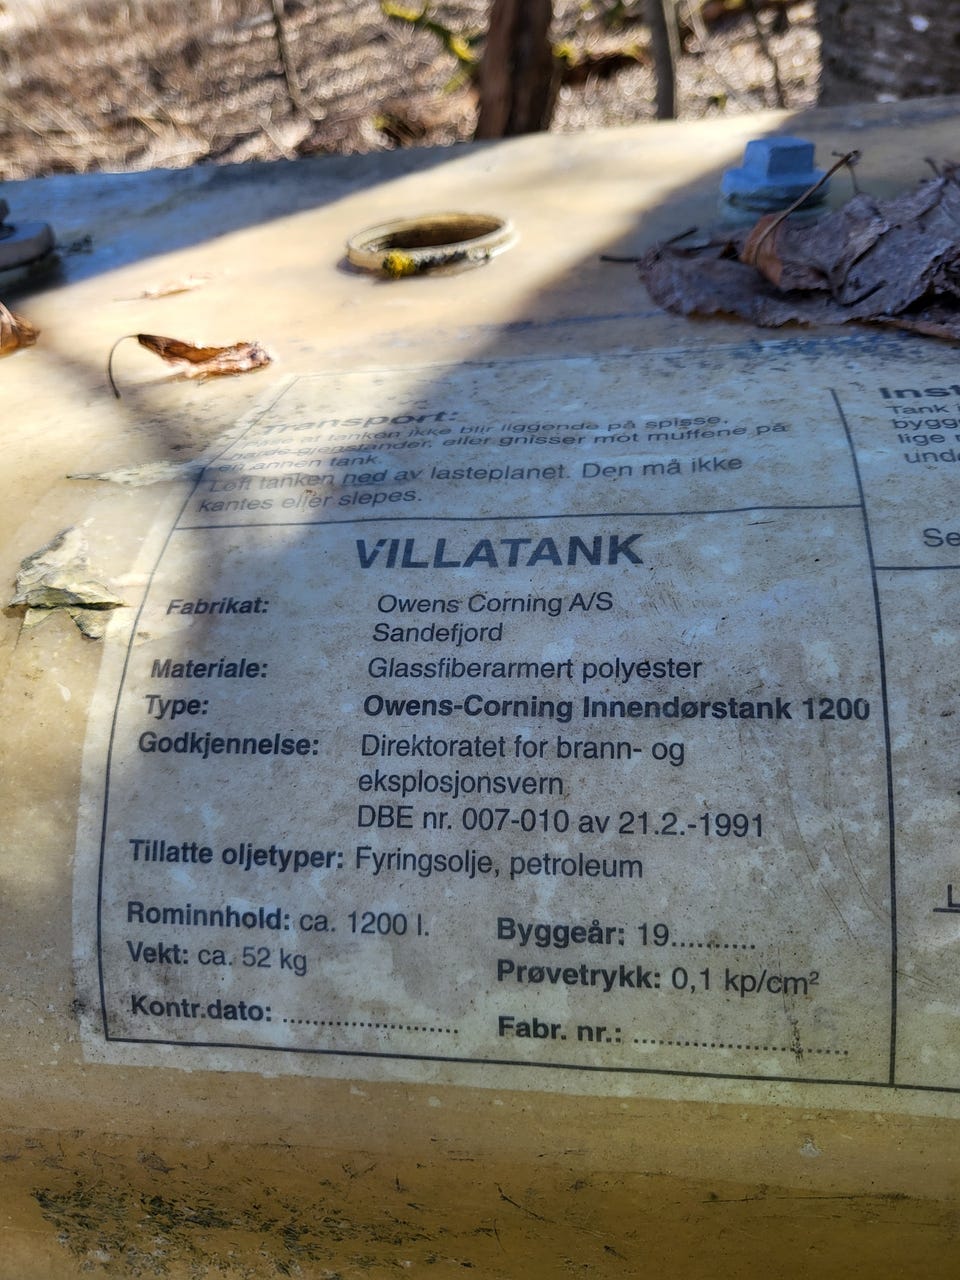 Transport:
Påse at tanken ikke blir liggende på spisse,
harde gjenstander, eller gnisser mot muffene på
en annen tank.
Løft tanken ned av lasteplanet. Den må ikke
kantes eller slepes.
Inst
Tank i
bygg
lige
und
Se
L
VILLATANK
Fabrikat: Owens Corning A/S
Sandefjord
Materiale: Glassfiberarmert polyester
Type: Owens-Corning Innendørstank 1200
Godkjennelse: Direktoratet for brann- og
eksplosjonsvern
DBE nr. 007-010 av 21.2.-1991
Tillatte oljetyper: Fyringsolje, petroleum
Rominnhold: ca. 1200 l.
Vekt: ca. 52 kg
Kontr.dato: ......................
Byggeår: 19..........
Prøvetrykk: 0,1 kp/cm²
Fabr. nr.: ...........................